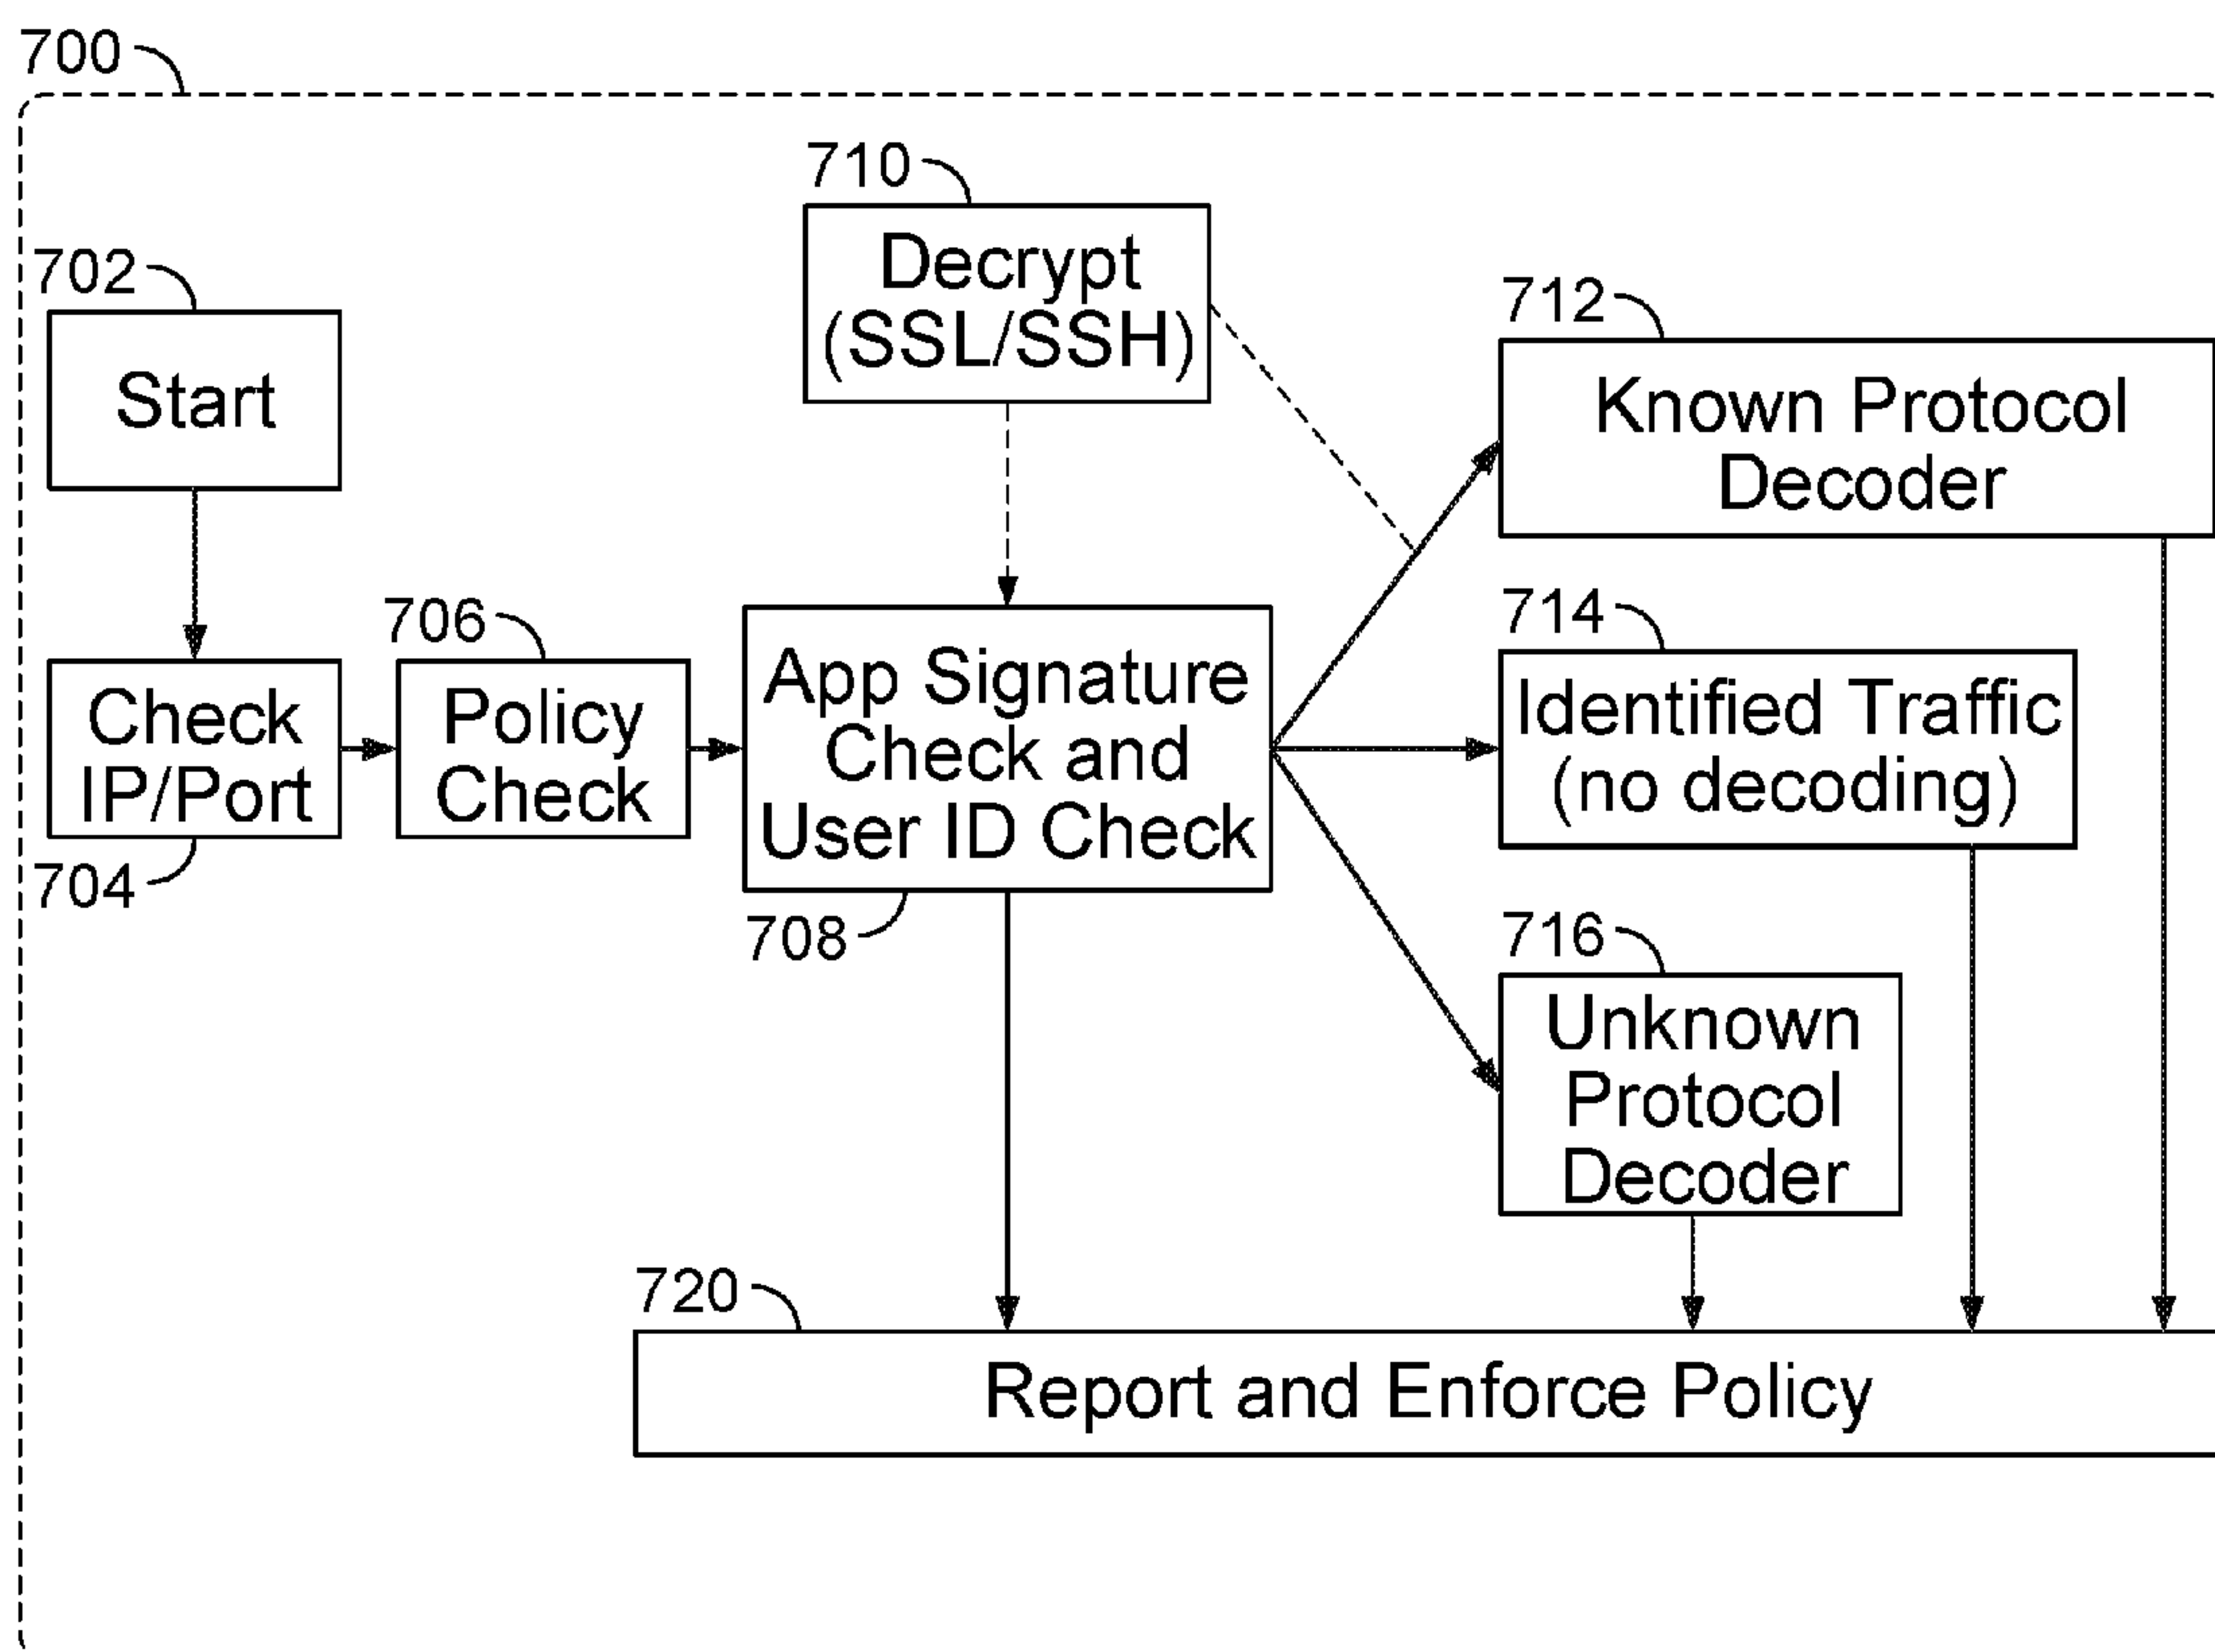 700
710
Decrypt
(SSL/SSH)
702
Start
712
Known Protocol
Decoder
704
Check
IP/Port
706
Policy
Check
App Signature
Check and
User ID Check
708
714
Identified Traffic
(no decoding)
716
Unknown
Protocol
Decoder
720
Report and Enforce Policy